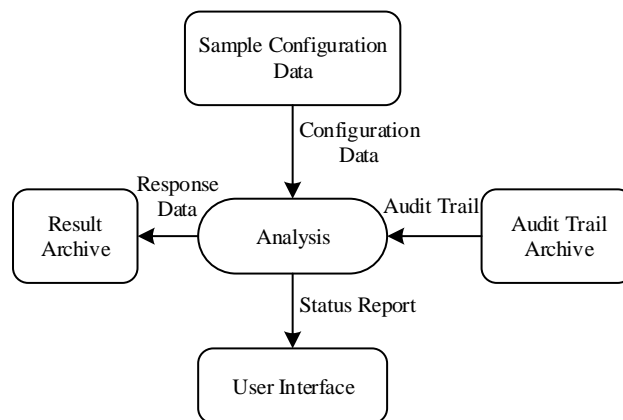 Sample Configuration
Data
Configuration
Data
Response
Data
Audit Trail
Result
Archive
Analysis
Audit Trail
Archive
Status Report
User Interface